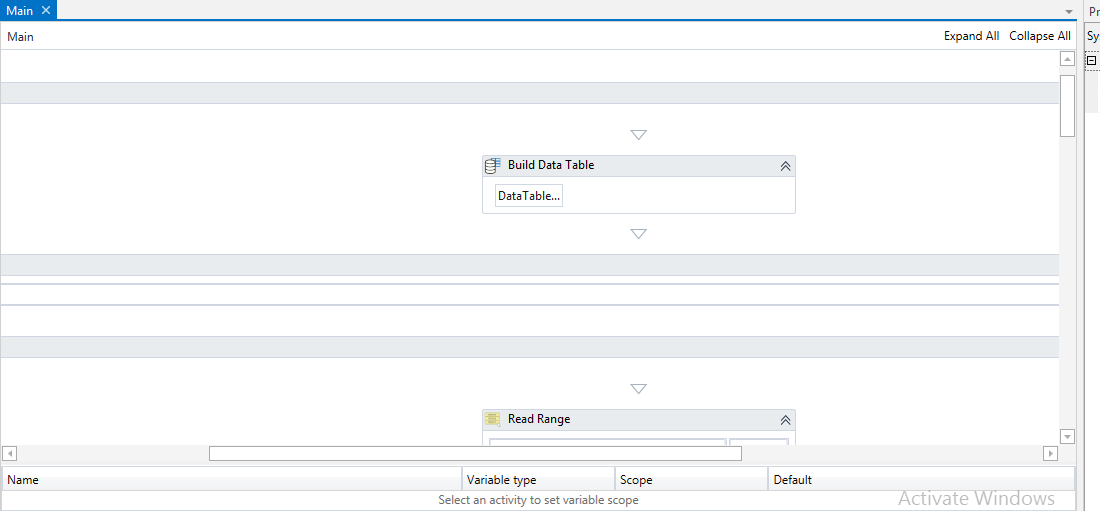 Main
Pr
Main
Expand All Collapse All
Sy
Build Data Table
DataTable...
Read Range
Name Variable type Scope Default
Select an activity to set variable scope
Activate Windows